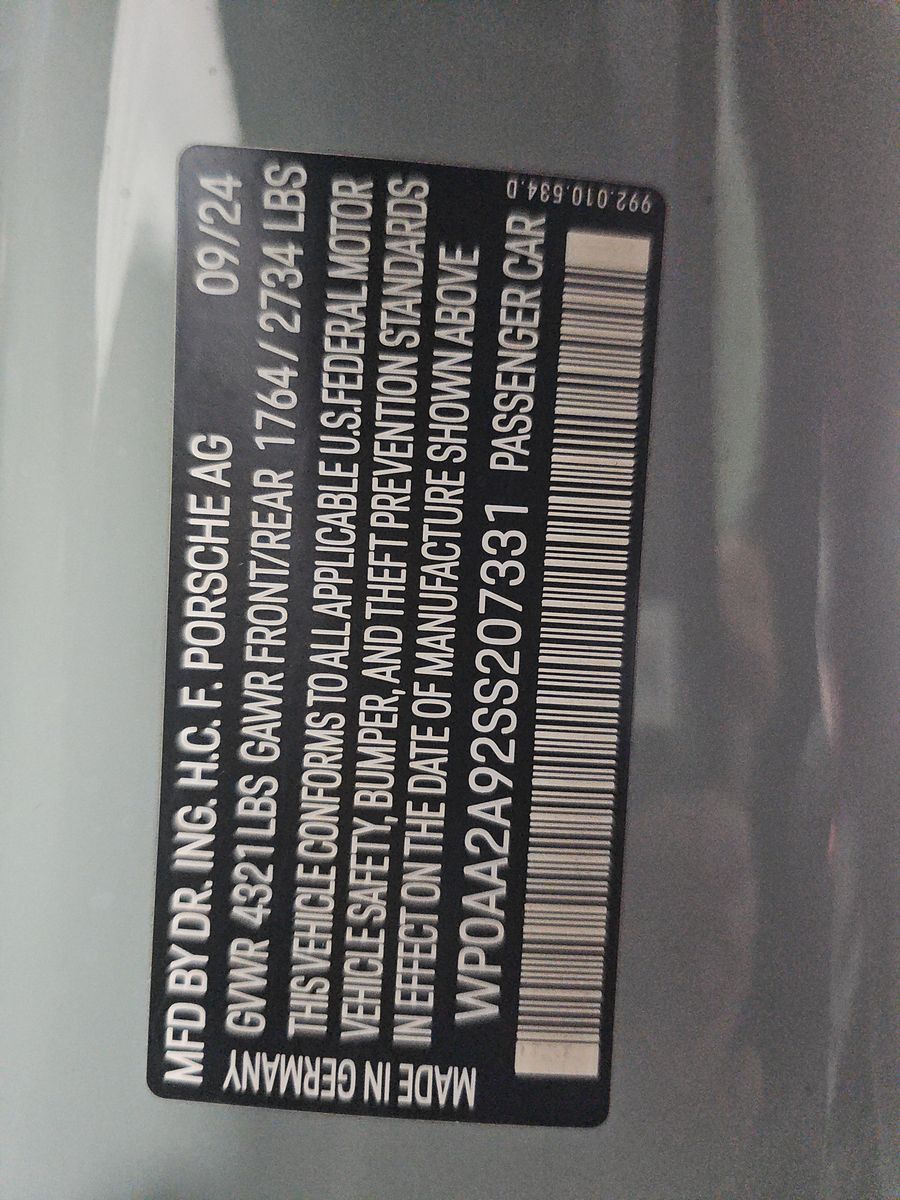 MFD BY DR. ING. H.C. F. PORSCHE AG 09/24
GVWR 4321 LBS GAWR FRONT/REAR 1764 / 2734 LBS
THIS VEHICLE CONFORMS TO ALL APPLICABLE U.S.FEDERAL MOTOR
VEHICLE SAFETY, BUMPER, AND THEFT PREVENTION STANDARDS
IN EFFECT ON THE DATE OF MANUFACTURE SHOWN ABOVE
WP0AA2A92SS207331 PASSENGER CAR
MADE IN GERMANY
992.010.534.D